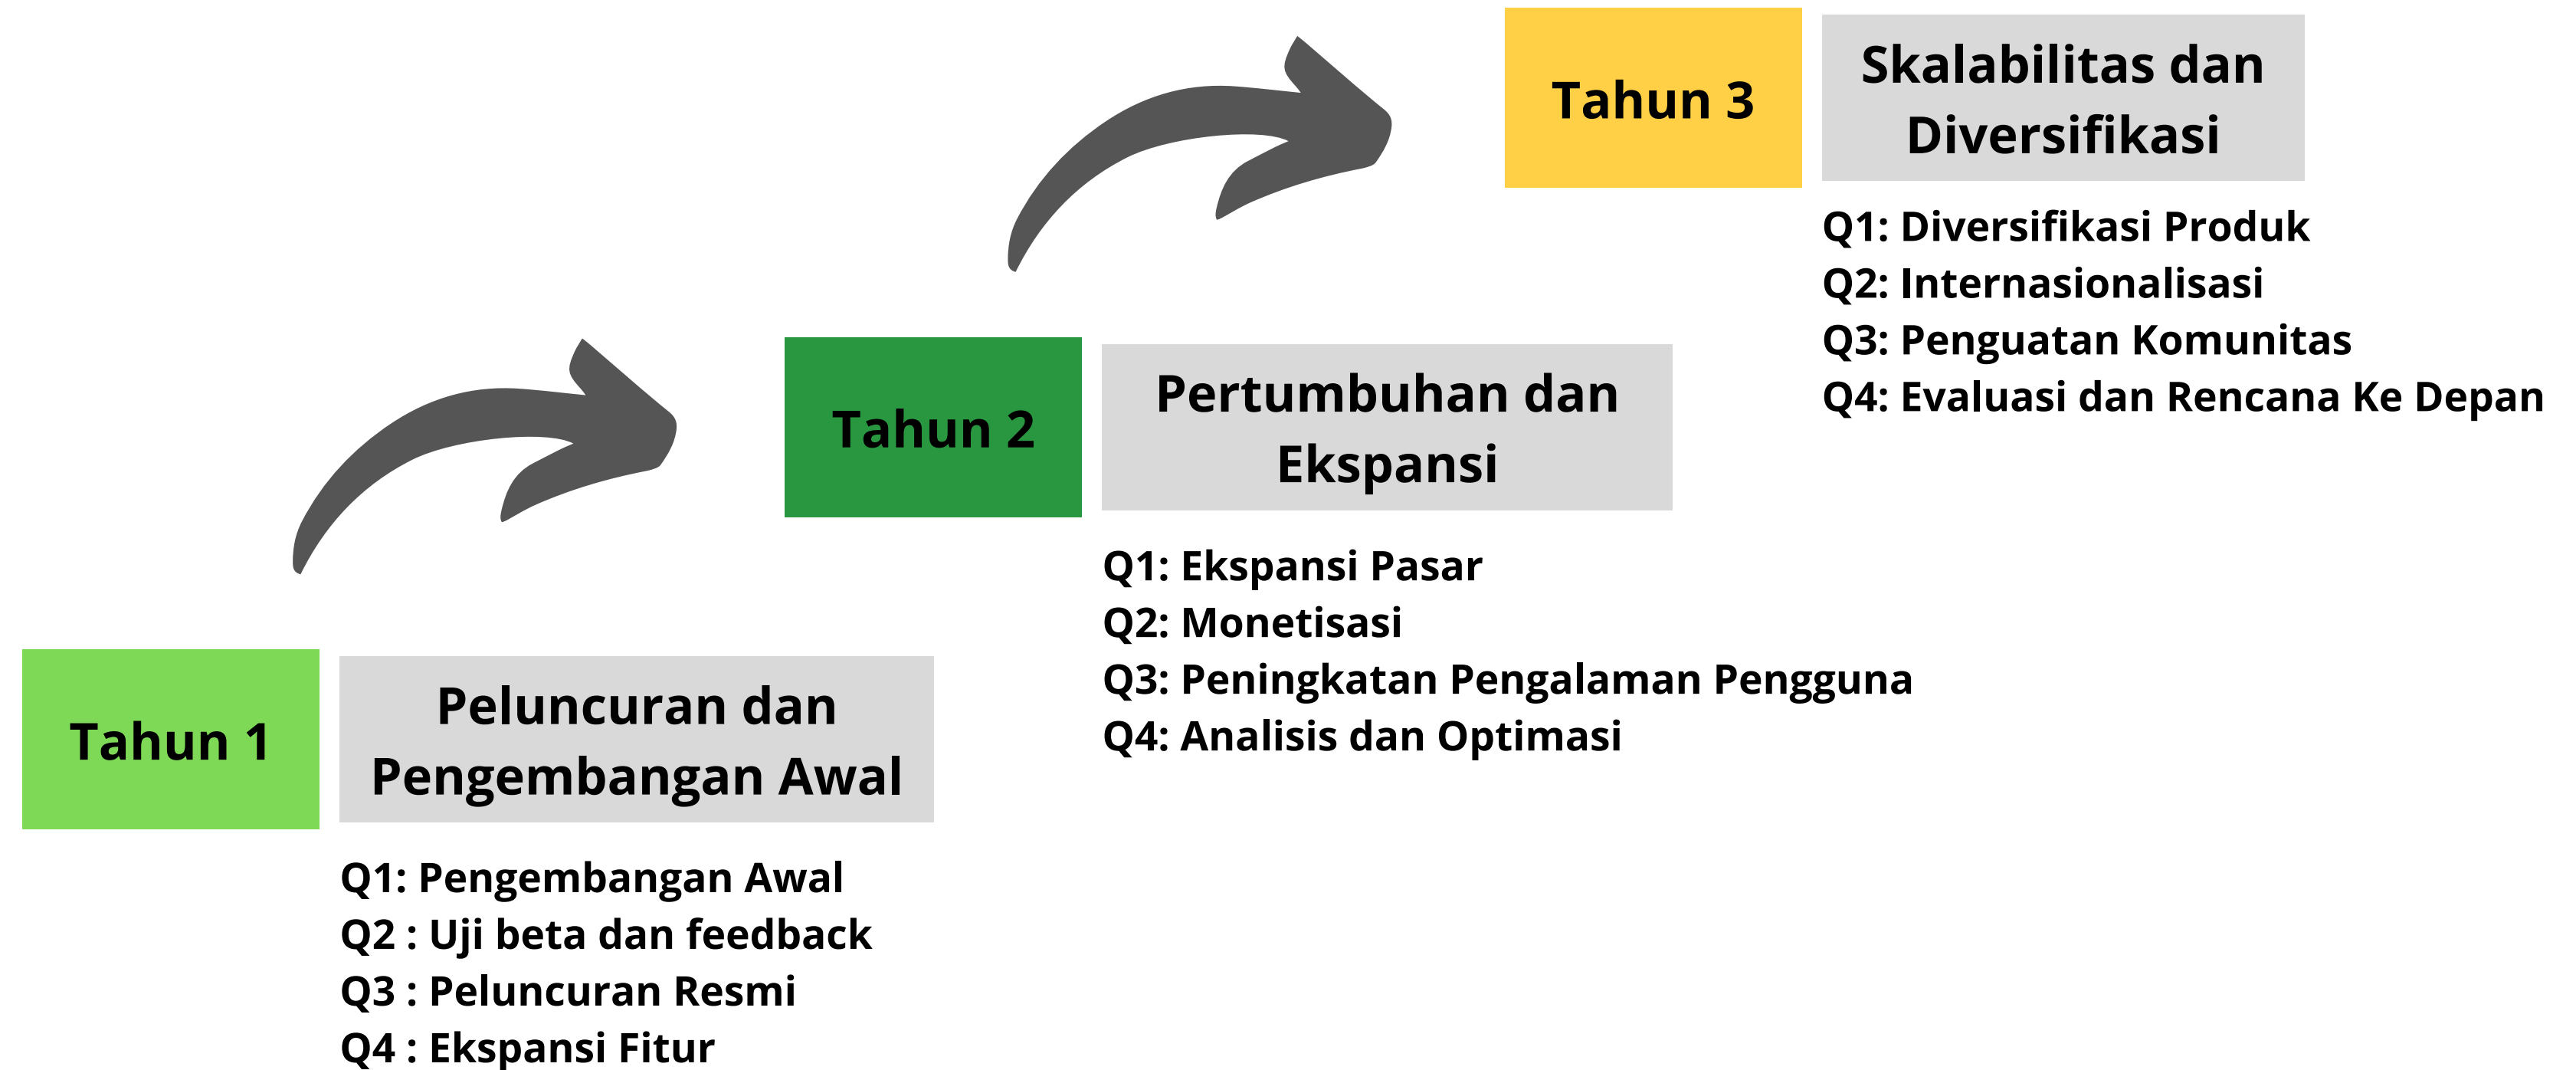 Tahun 1
Peluncuran dan
Pengembangan Awal
Q1: Pengembangan Awal
Q2 : Uji beta dan feedback
Q3 : Peluncuran Resmi
Q4 : Ekspansi Fitur
Tahun 2
Pertumbuhan dan
Ekspansi
Q1: Ekspansi Pasar
Q2: Monetisasi
Q3: Peningkatan Pengalaman Pengguna
Q4: Analisis dan Optimasi
Tahun 3
Skalabilitas dan
Diversifikasi
Q1: Diversifikasi Produk
Q2: Internasionalisasi
Q3: Penguatan Komunitas
Q4: Evaluasi dan Rencana Ke Depan